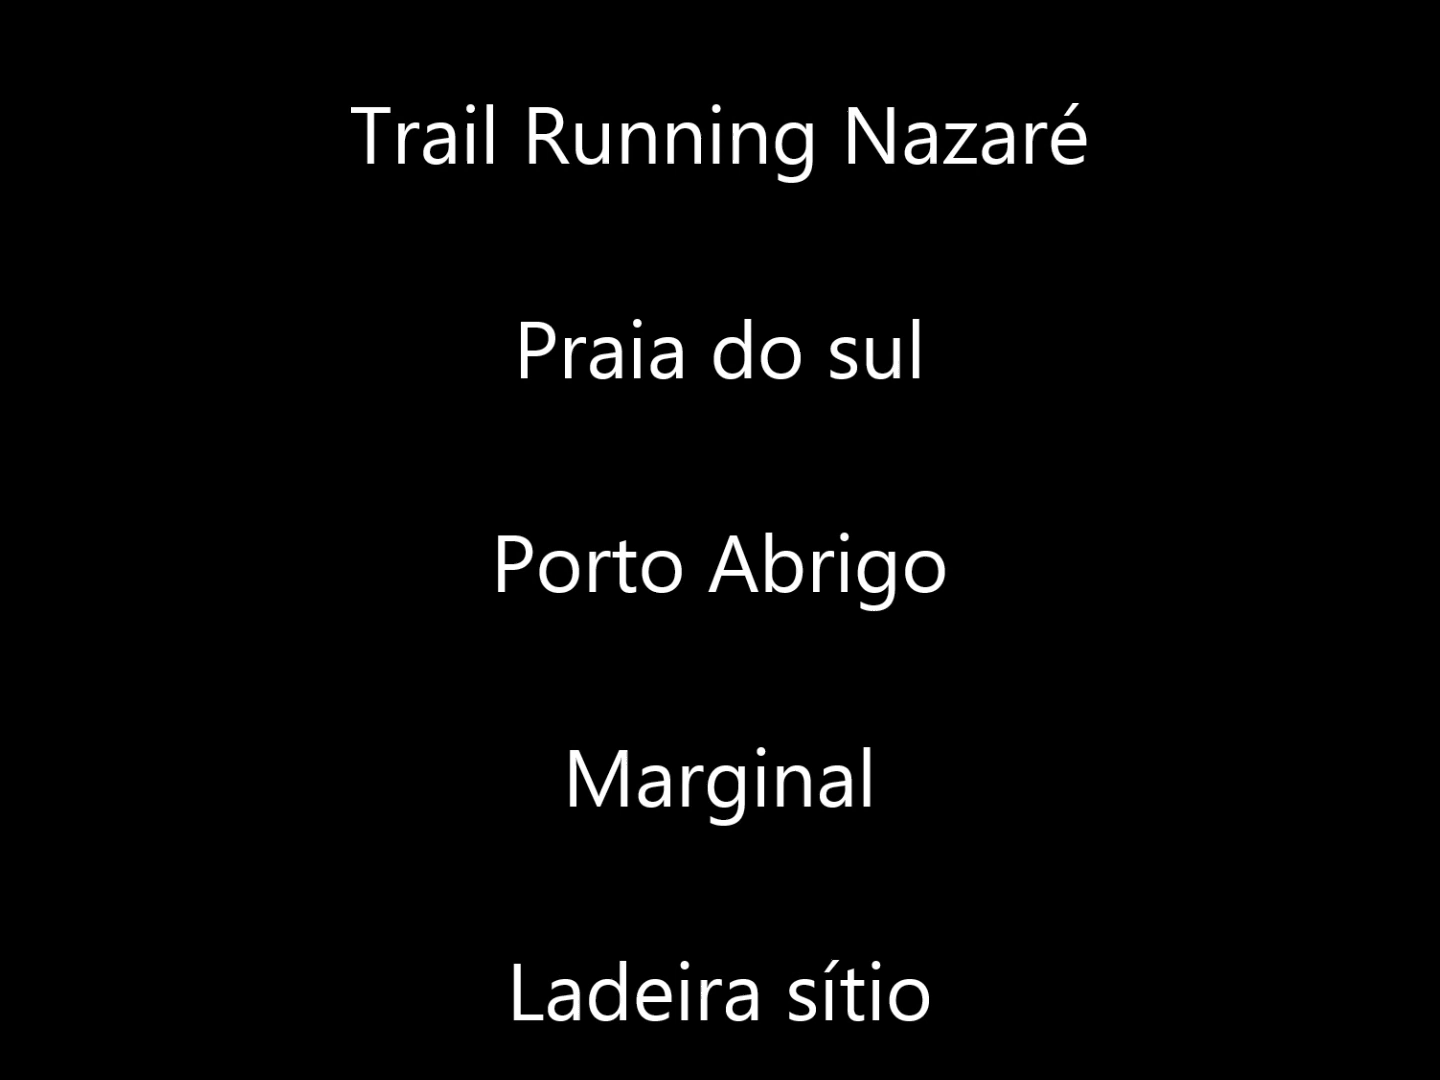 Trail Running Nazaré
Praia do sul
Porto Abrigo
Marginal
Ladeira sítio